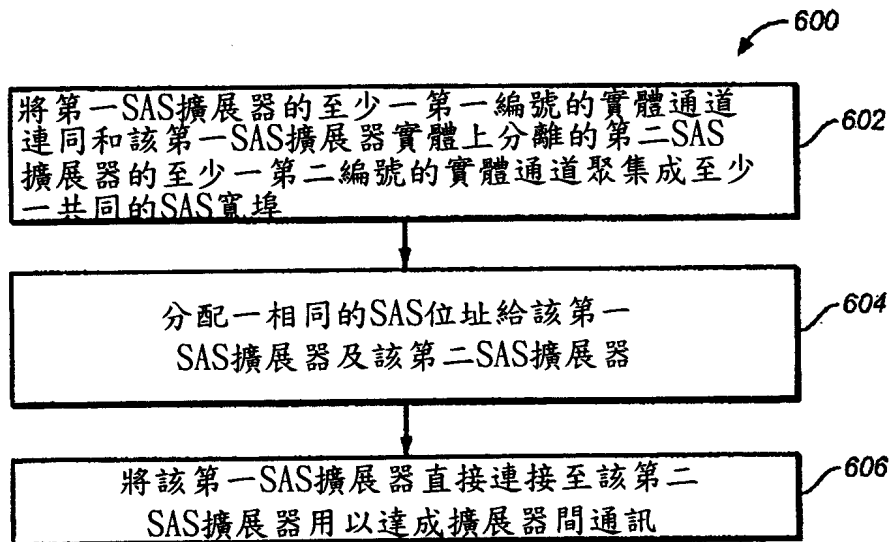 600
將第一SAS擴展器的至少一第一編號的實體通道
連同和該第一SAS擴展器實體上分離的第二SAS
擴展器的至少一第二編號的實體通道聚集成至少
一共同的SAS寬埠
602
分配一相同的SAS位址給該第一
SAS擴展器及該第二SAS擴展器
604
將該第一SAS擴展器直接連接至該第二
SAS擴展器用以達成擴展器間通訊
606